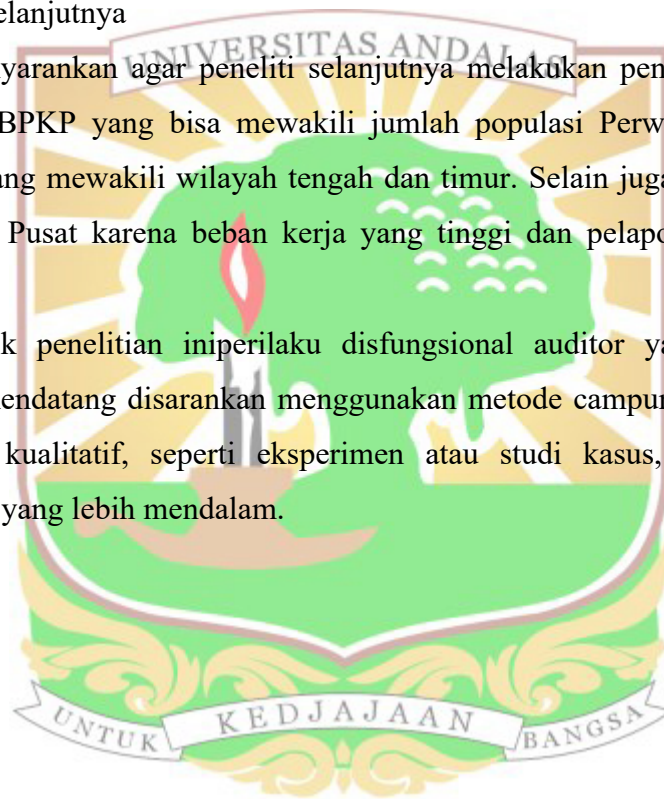 elanjutnya
UNIVERSITAS ANDALAS
yarankan agar peneliti selanjutnya melakukan pen
BPKP yang bisa mewakili jumlah populasi Perw
ang mewakili wilayah tengah dan timur. Selain juga
Pusat karena beban kerja yang tinggi dan pelapo
k penelitian iniperilaku disfungsional auditor ya
mendatang disarankan menggunakan metode campur
kualitatif, seperti eksperimen atau studi kasus,
yang lebih mendalam.
UNTUK KEDJAJAAN BANGSA